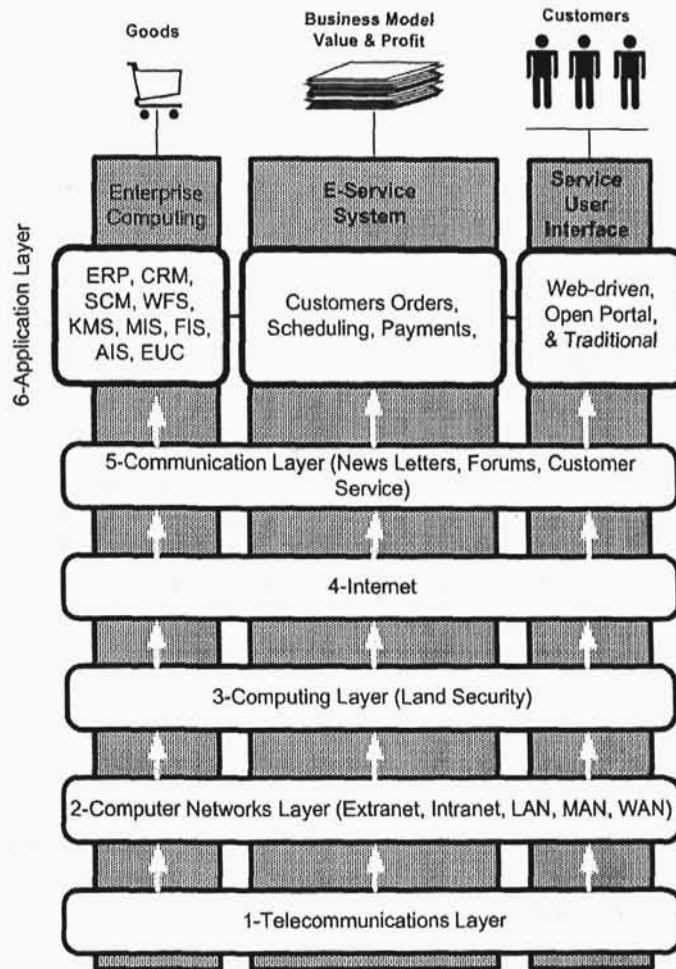 Goods
Business Model
Value & Profit
Customers
Enterprise
Computing
E-Service
System
Service
User
Interface
6-Application Layer
ERP, CRM,
SCM, WFS,
KMS, MIS, FIS,
AIS, EUC
Customers Orders,
Scheduling, Payments,
Web-driven,
Open Portal,
& Traditional
5-Communication Layer (News Letters, Forums, Customer
Service)
4-Internet
3-Computing Layer (Land Security)
2-Computer Networks Layer (Extranet, Intranet, LAN, MAN, WAN)
1-Telecommunications Layer